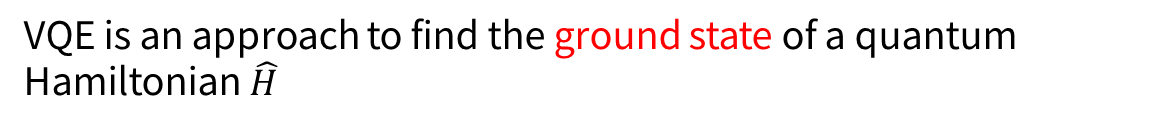 VQE is an approach to find the ground state of a quantum
Hamiltonian Ĥ